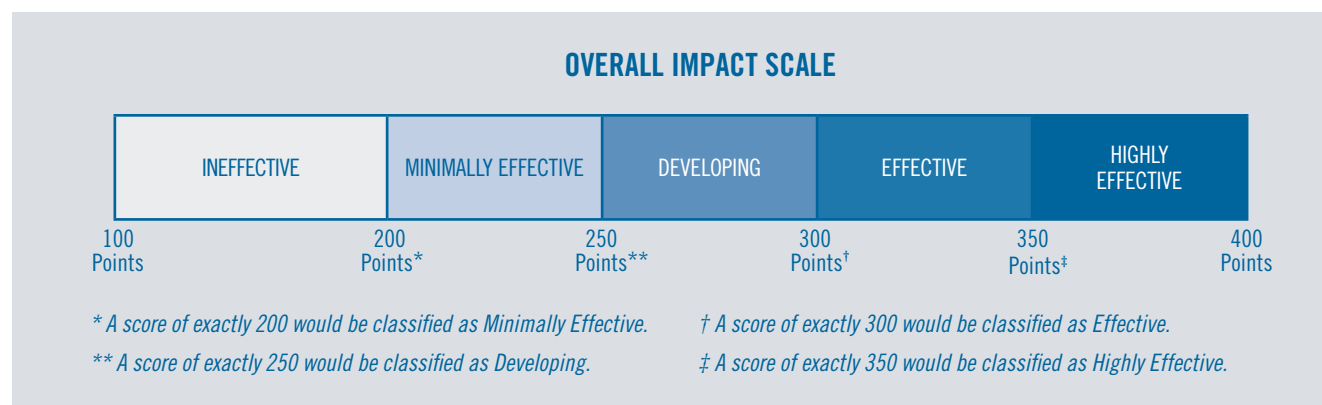 OVERALL IMPACT SCALE
INEFFECTIVE
MINIMALLY EFFECTIVE
DEVELOPING
EFFECTIVE
HIGHLY
EFFECTIVE
100
Points
200
Points*
250
Points**
300
Points†
350
Points‡
400
Points
* A score of exactly 200 would be classified as Minimally Effective.
** A score of exactly 250 would be classified as Developing.
† A score of exactly 300 would be classified as Effective.
‡ A score of exactly 350 would be classified as Highly Effective.